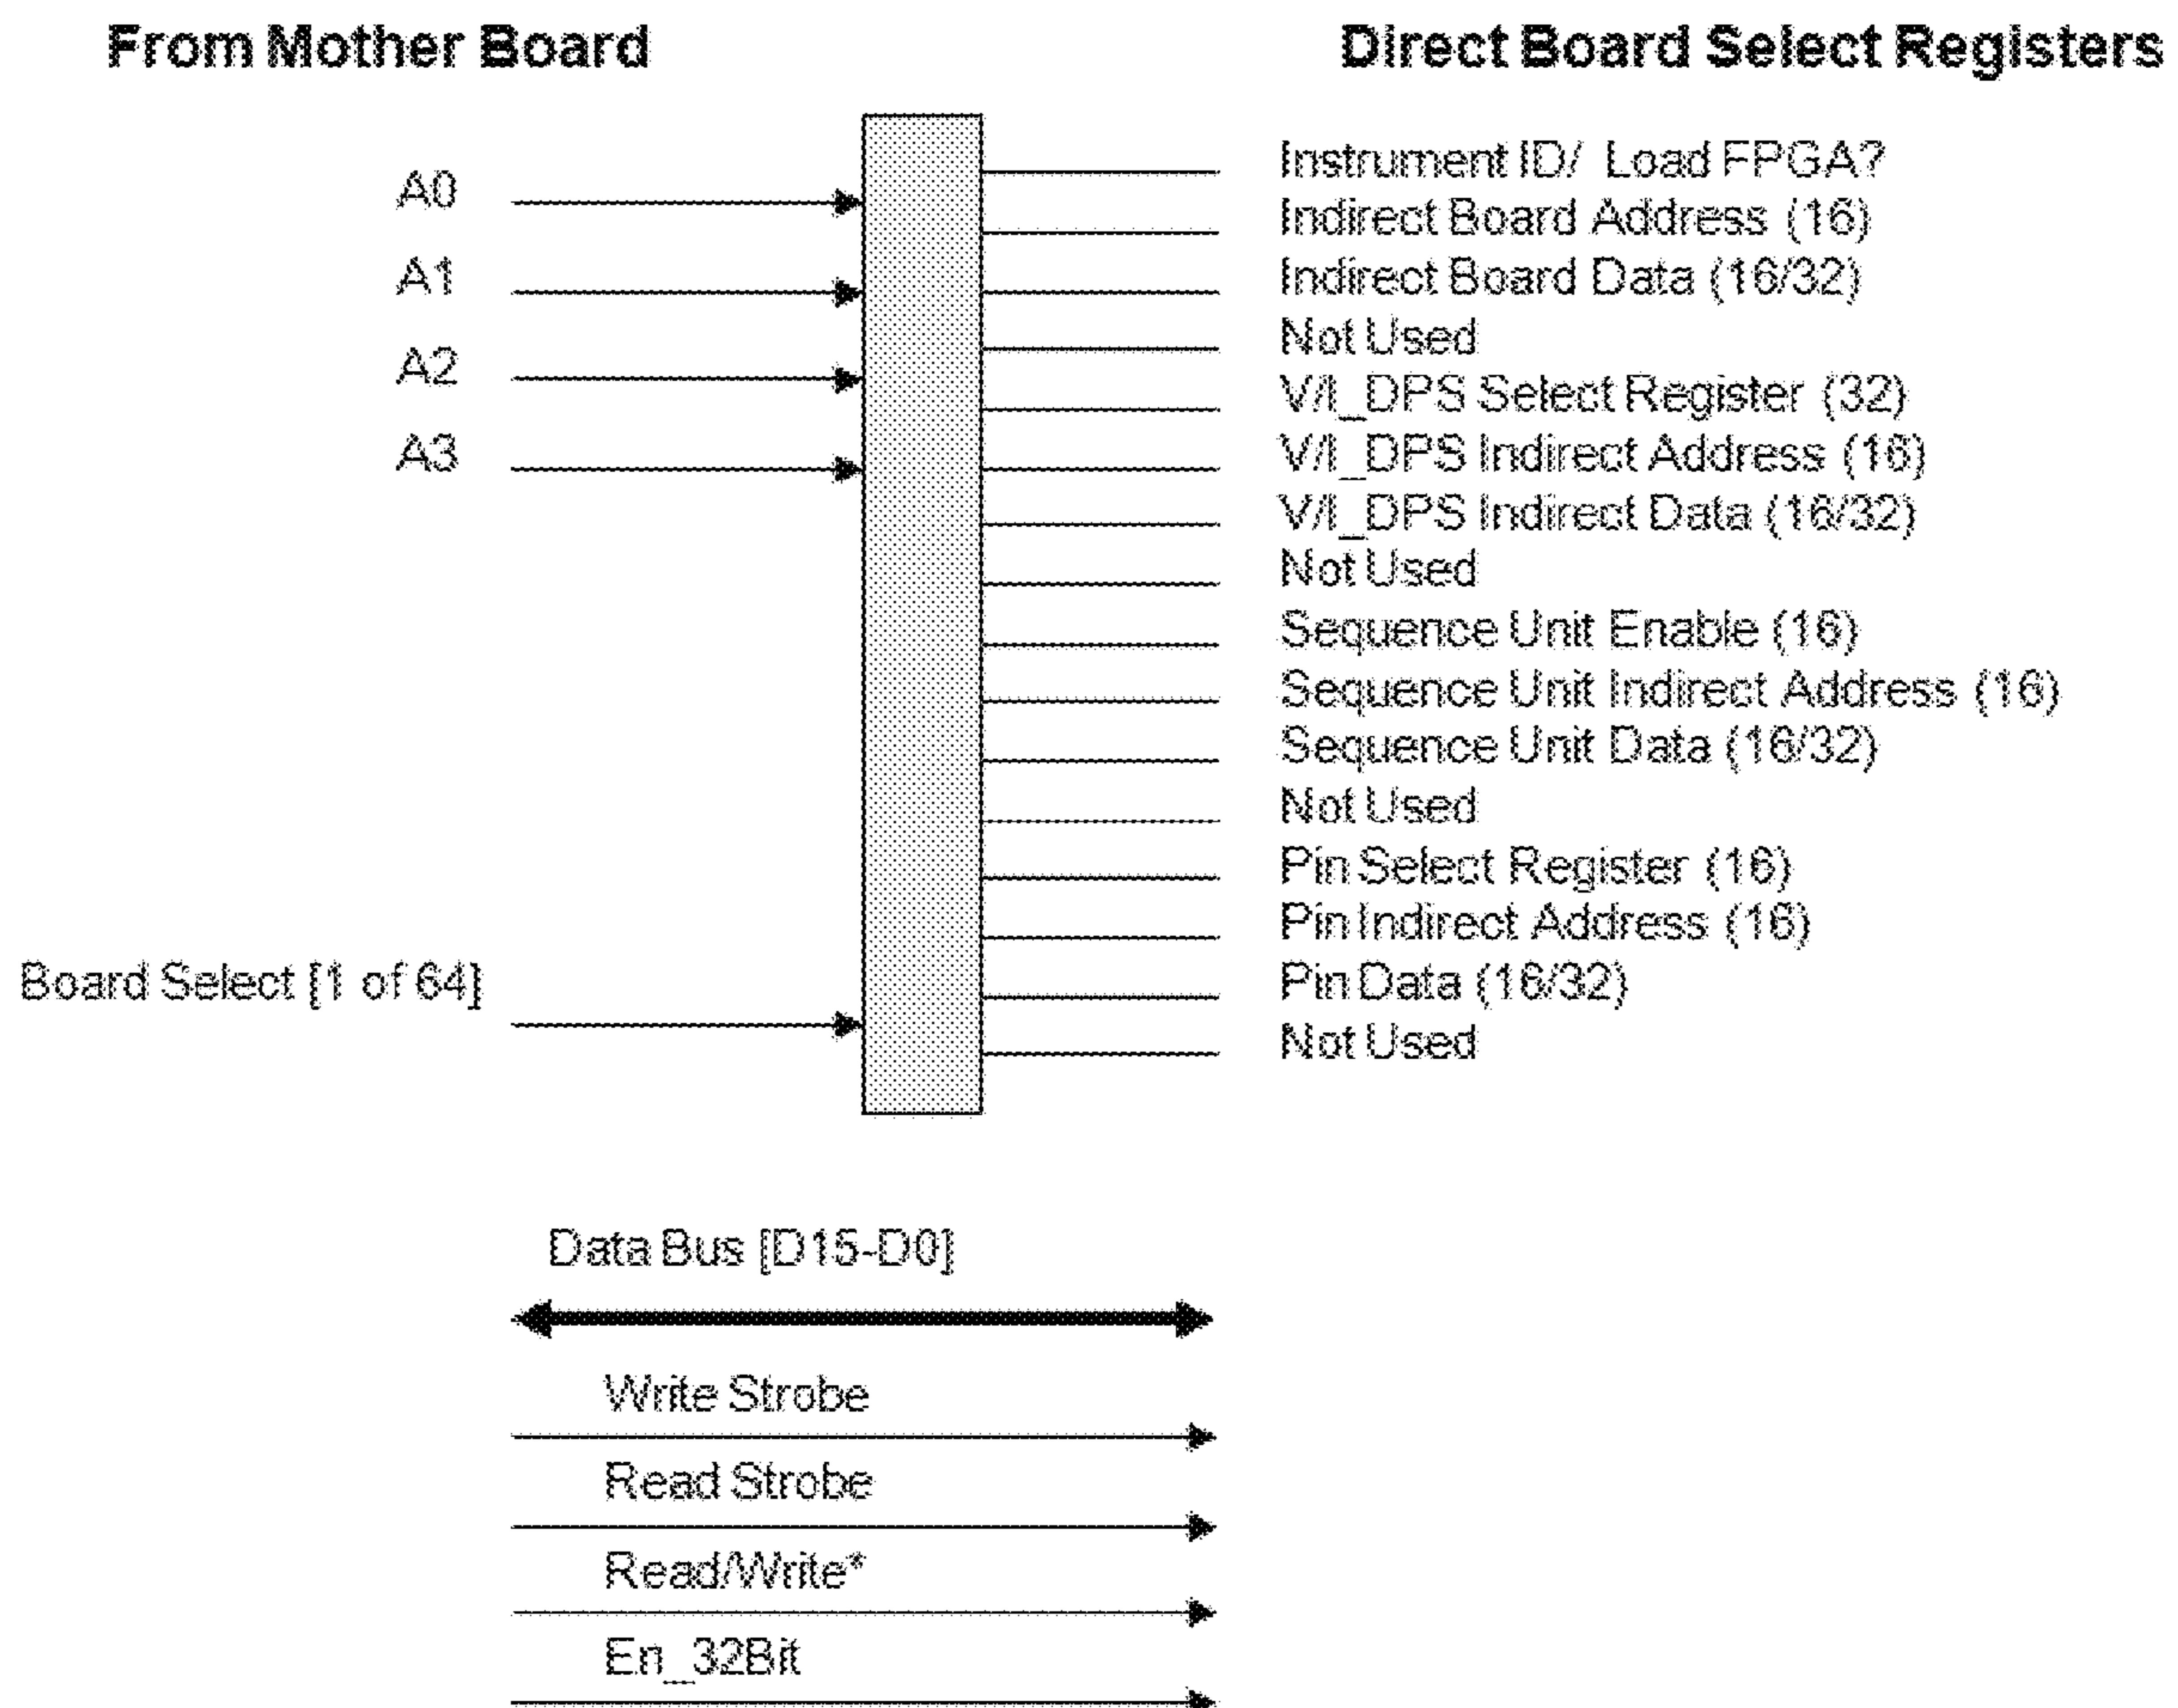 From Mother Board
Direct Board Select Registers
A0
A1
A2
A3
Board Select [1 of 64]
Instrument ID/ Load FPGA?
Indirect Board Address (16)
Indirect Board Data (16/32)
Not Used
V/I_DPS Select Register (32)
V/I_DPS Indirect Address (16)
V/I_DPS Indirect Data (16/32)
Not Used
Sequence Unit Enable (16)
Sequence Unit Indirect Address (16)
Sequence Unit Data (16/32)
Not Used
Pin Select Register (16)
Pin Indirect Address (16)
Pin Data (16/32)
Not Used
Data Bus [D15-D0]
Write Strobe
Read Strobe
Read/Write*
En_32Bit